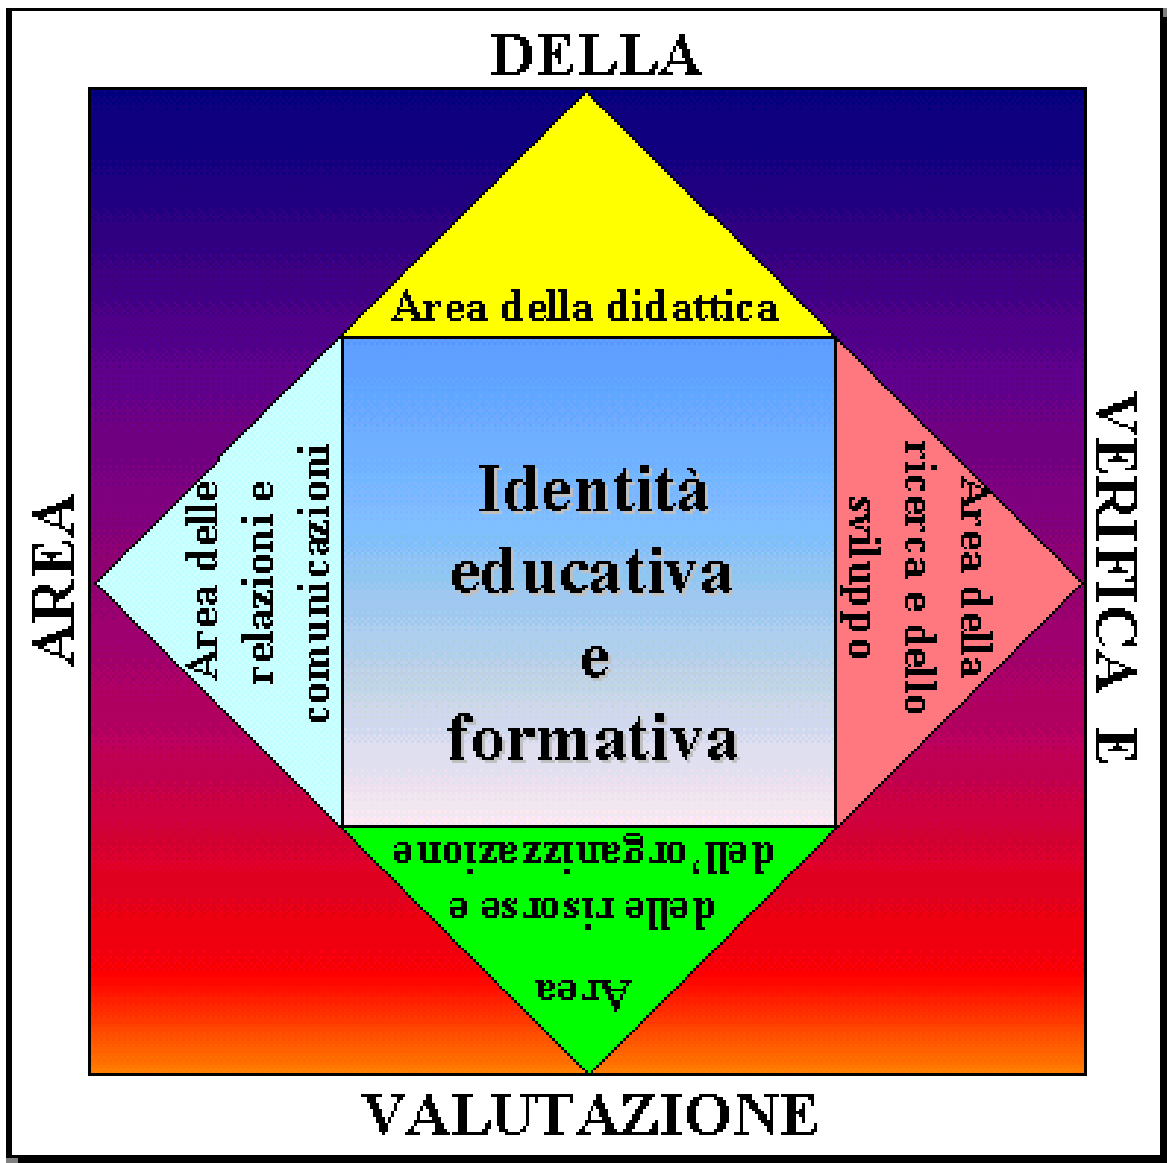 AREA
DELLA
VERIFICA E
VALUTAZIONE
Area della didattica
Area delle
relazioni e
comunicazioni
Identità
educativa
e
formativa
Area della
ricerca e dello
sviluppo
Area
delle risorse e
dell'organizzazione